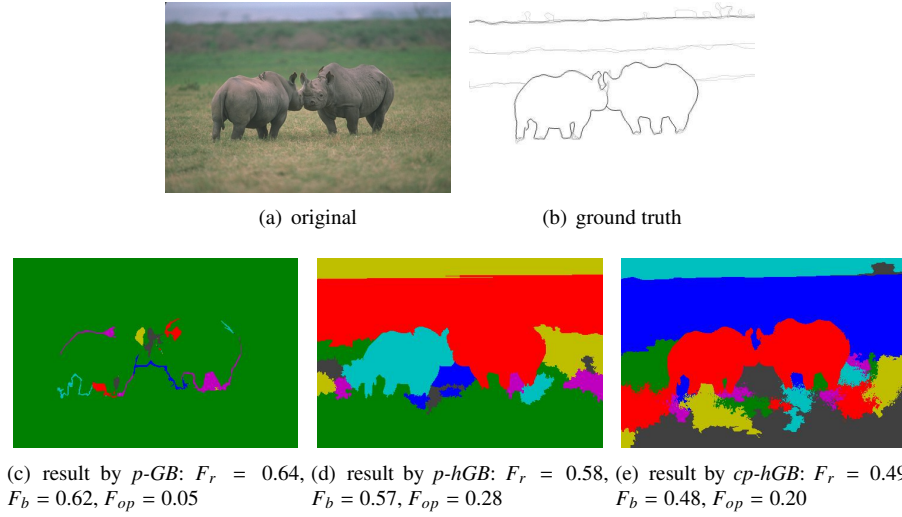 (a) original
(b) ground truth
(c) result by p-GB: F_r = 0.64,
F_b = 0.62, F_op = 0.05
(d) result by p-hGB: F_r = 0.58,
F_b = 0.57, F_op = 0.28
(e) result by cp-hGB: F_r = 0.49
F_b = 0.48, F_op = 0.20